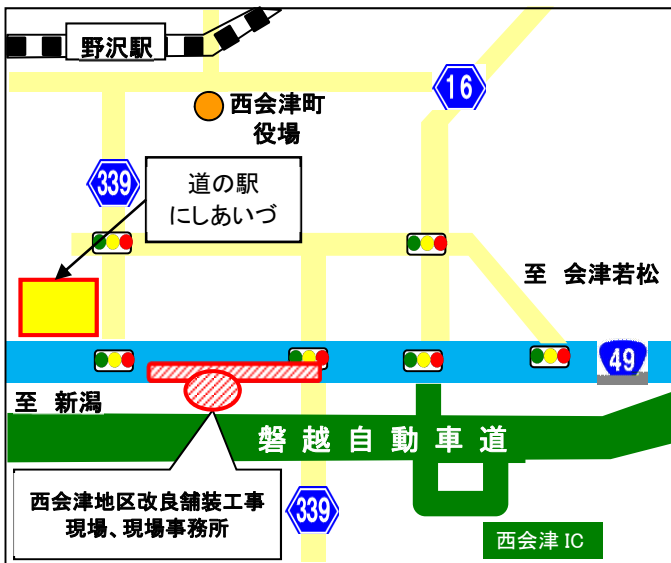 野沢駅
16
西会津町
役場
339
道の駅
にしあいづ
至 会津若松
49
至 新潟
磐越自動車道
西会津地区改良舗装工事
現場、現場事務所
339
西会津 IC